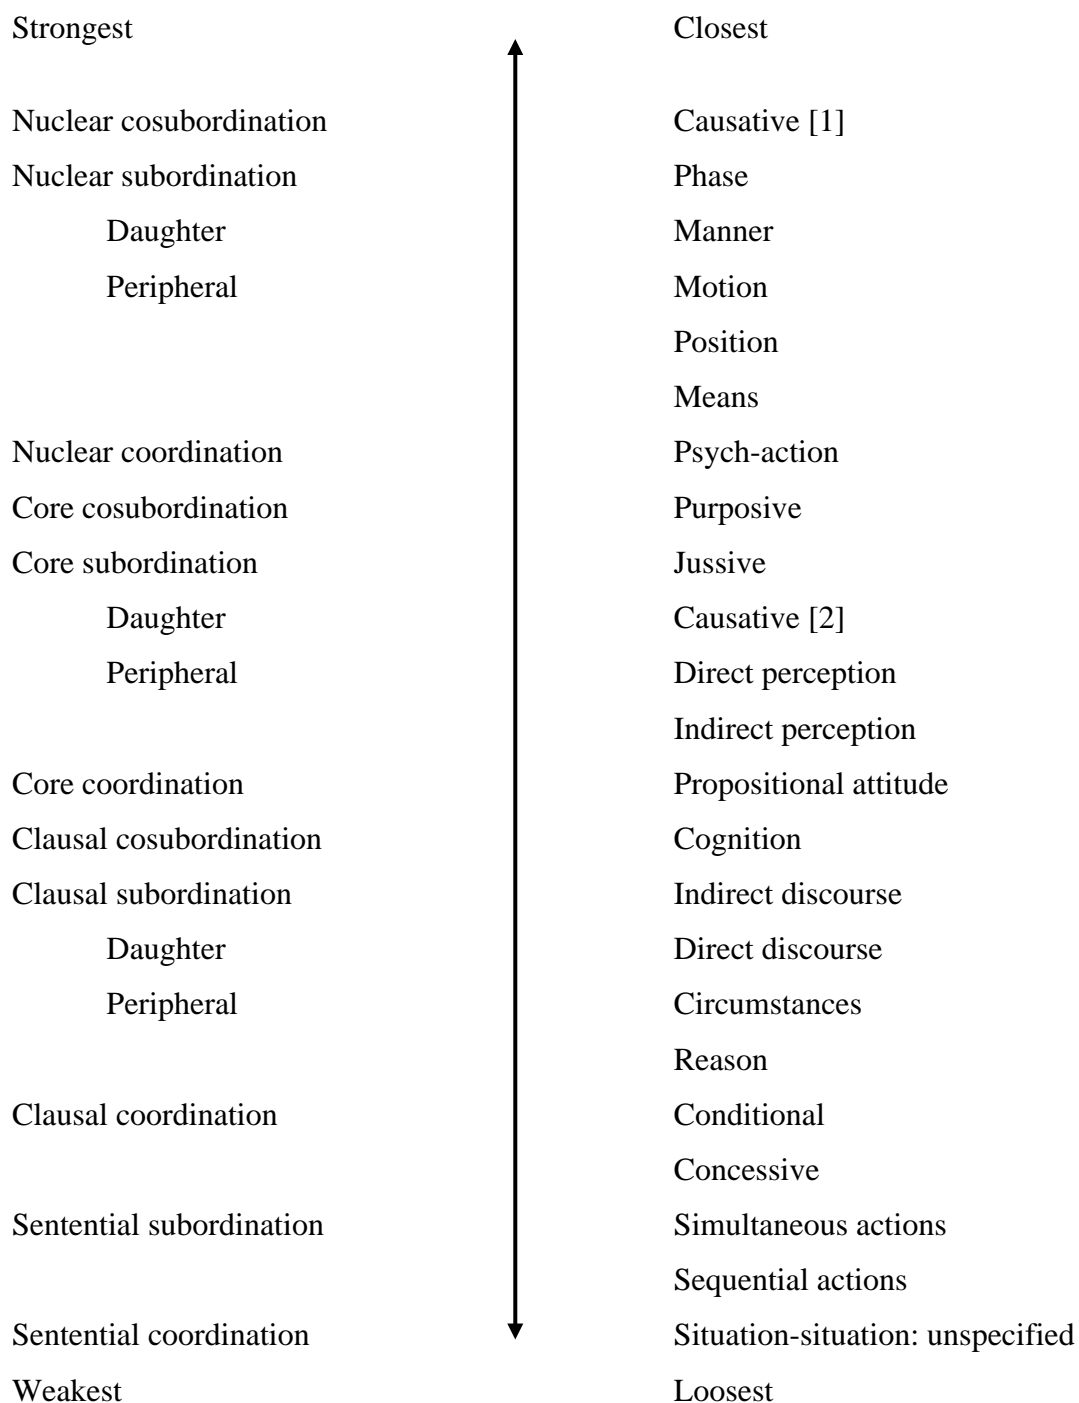 Strongest Closest
Nuclear cosubordination Causative [1]
Nuclear subordination Phase
Daughter Manner
Peripheral Motion
Position
Means
Nuclear coordination Psych-action
Core cosubordination Purposive
Core subordination Jussive
Daughter Causative [2]
Peripheral Direct perception
Indirect perception
Core coordination Propositional attitude
Clausal cosubordination Cognition
Clausal subordination Indirect discourse
Daughter Direct discourse
Peripheral Circumstances
Reason
Clausal coordination Conditional
Concessive
Sentential subordination Simultaneous actions
Sequential actions
Sentential coordination Situation-situation: unspecified
Weakest Loosest